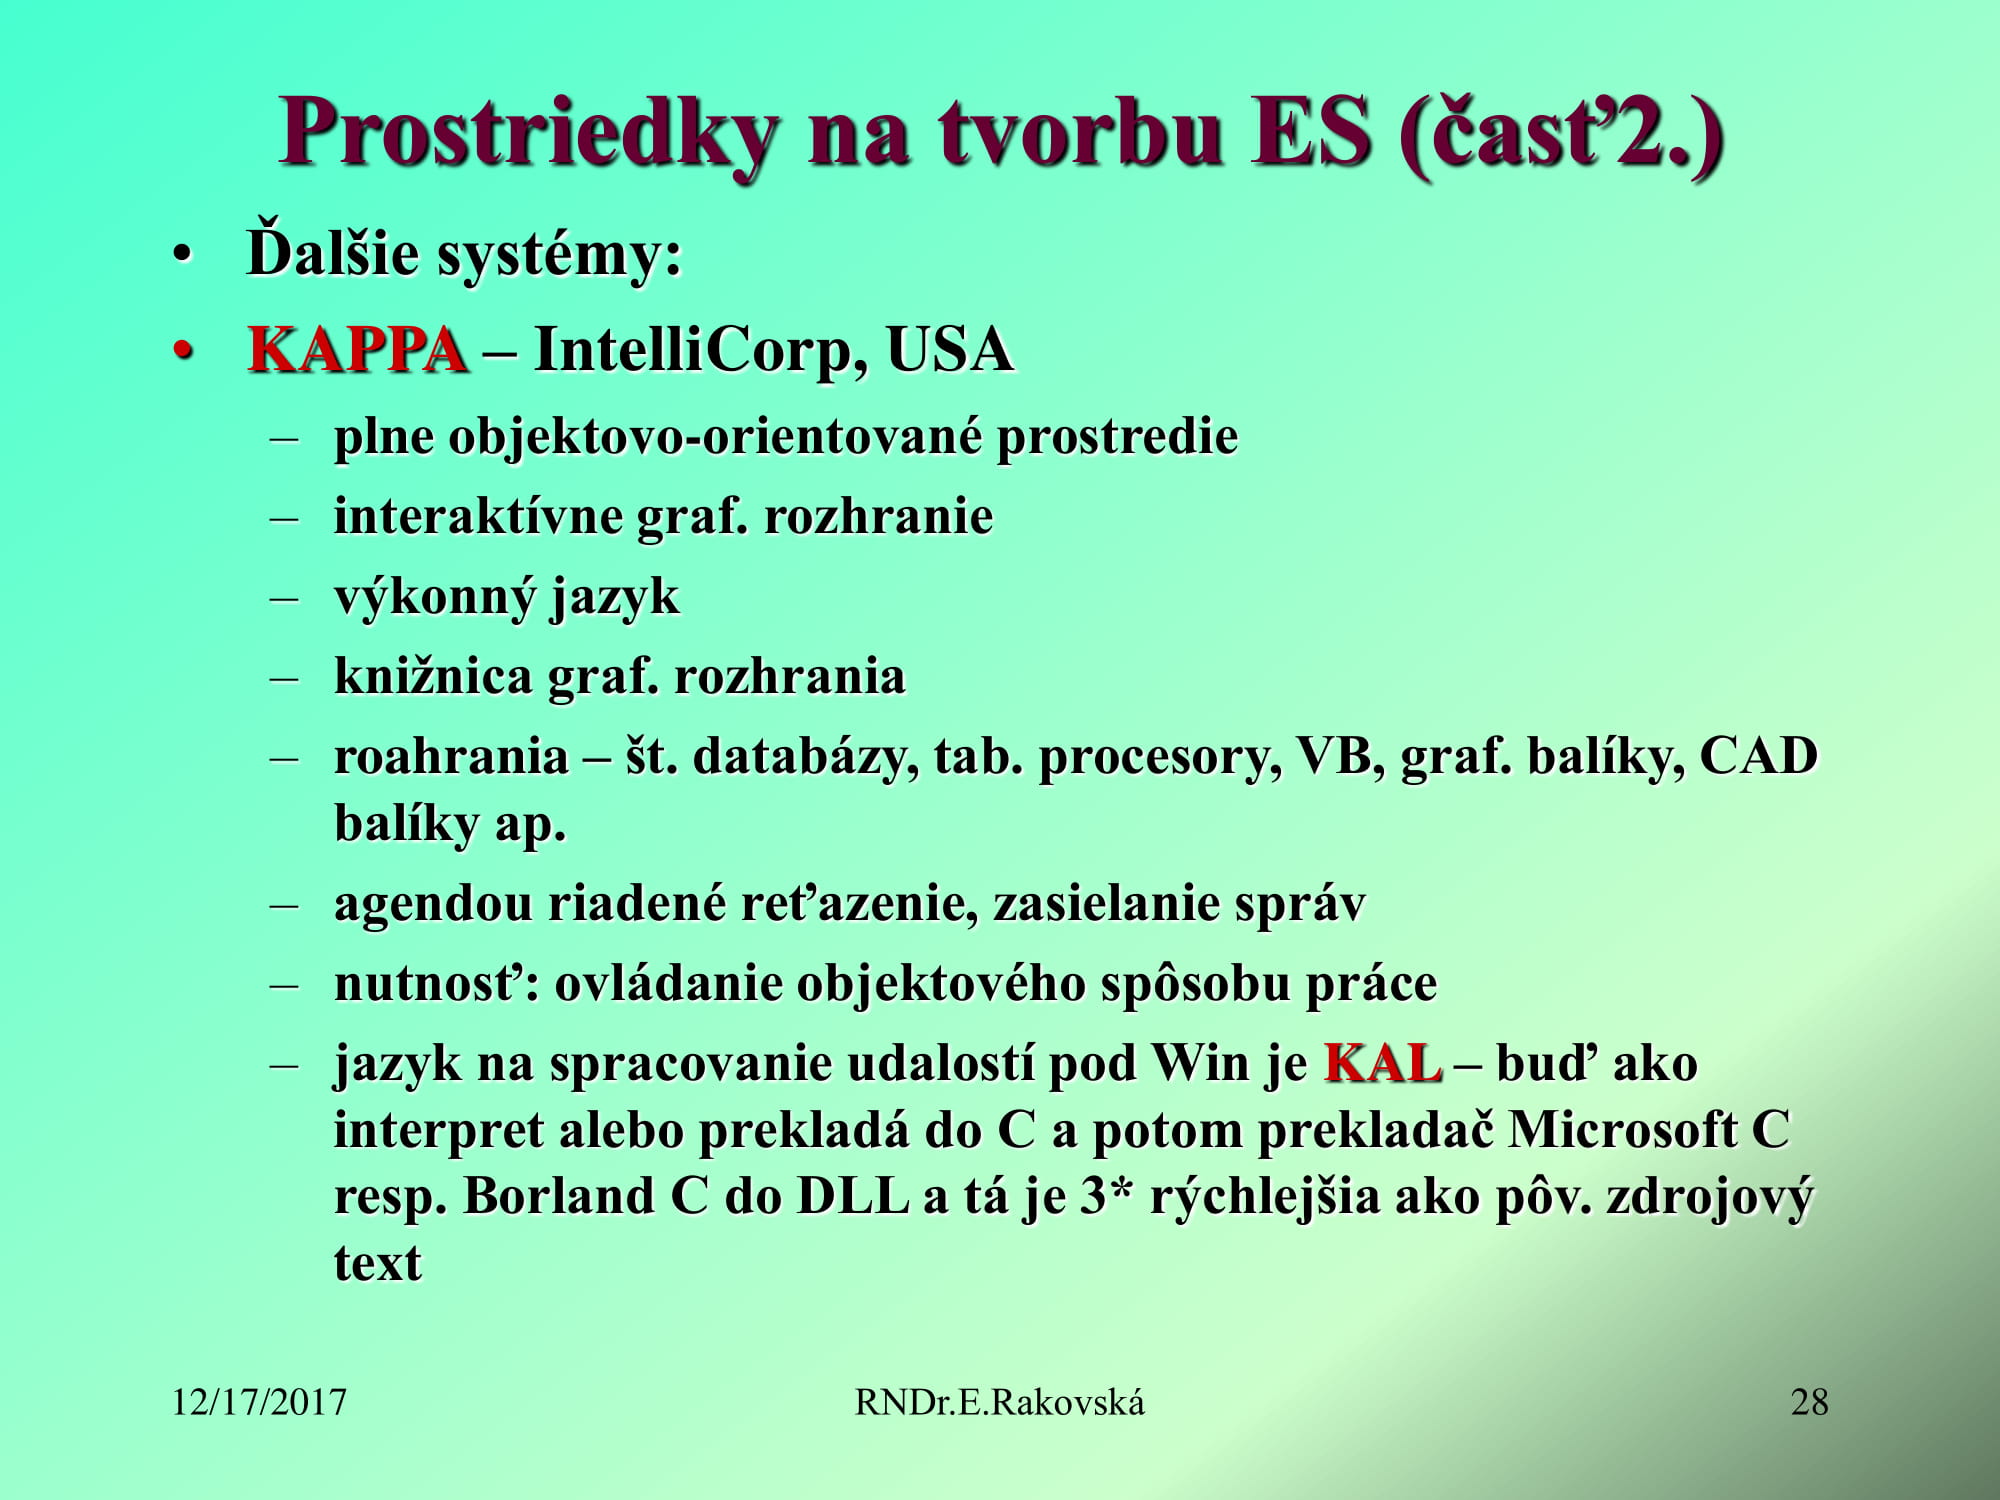 Prostriedky na tvorbu ES (časť2.)
• Ďalšie systémy:
• KAPPA – IntelliCorp, USA
– plne objektovo-orientované prostredie
– interaktívne graf. rozhranie
– výkonný jazyk
– knižnica graf. rozhrania
– roahrania – št. databázy, tab. procesory, VB, graf. balíky, CAD
balíky ap.
– agendou riadené reťazenie, zasielanie správ
– nutnosť: ovládanie objektového spôsobu práce
– jazyk na spracovanie udalostí pod Win je KAL – buď ako
interpret alebo prekladá do C a potom prekladač Microsoft C
resp. Borland C do DLL a tá je 3* rýchlejšia ako pôv. zdrojový
text
12/17/2017 RNDr.E.Rakovská 28